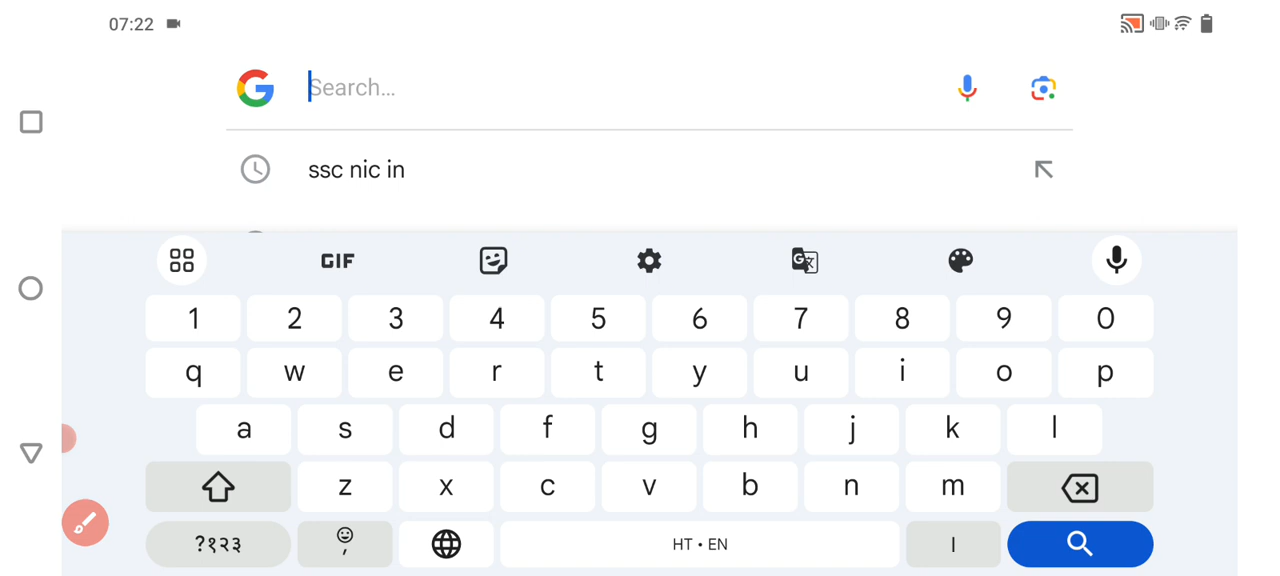 07:22
Search...
ssc nic in
GIF
1 2 3 4 5 6 7 8 9 0
q w e r t y u i o p
a s d f g h j k l
z x c v b n m
?१२३ , HT • EN ।